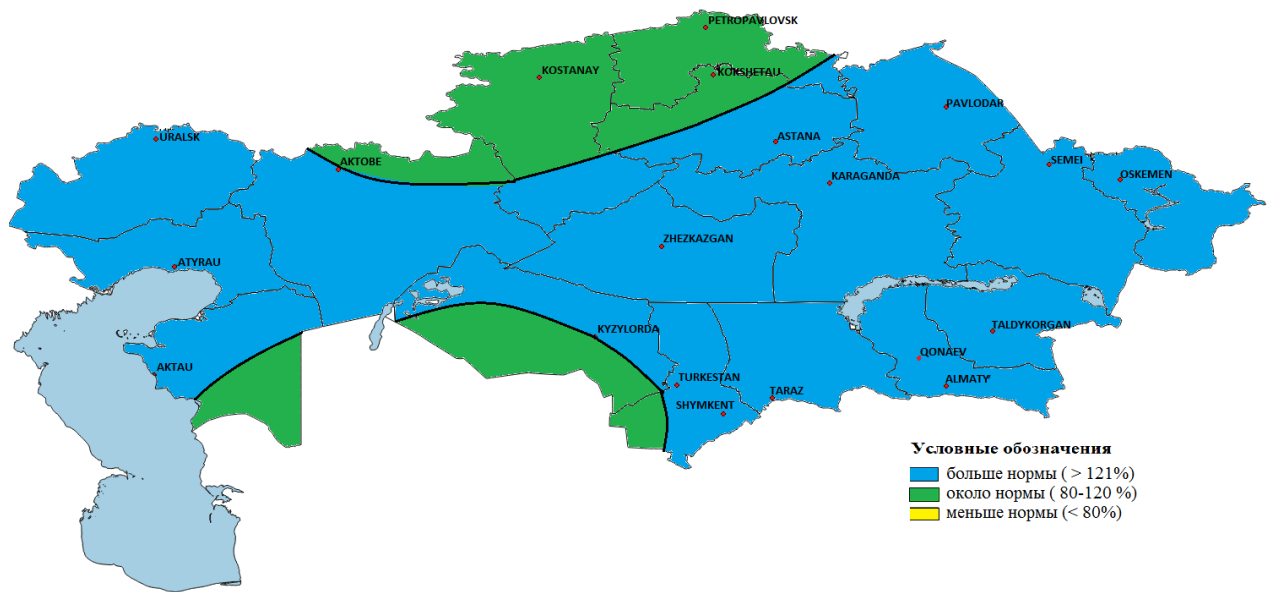 PETROPAVLOVSK
KOSTANAY
KOKSHETAU
PAVLODAR
URALSK
ASTANA
AKTOBE
SEMEI
KARAGANDA
OSKEMEN
ZHEZKAZGAN
ATYRAU
KYZYLORDA
TALDYKORGAN
QONAEV
AKTAU
TURKESTAN
ALMATY
TARAZ
SHYMKENT
Условные обозначения
больше нормы ( > 121%)
около нормы ( 80-120 %)
меньше нормы (< 80%)